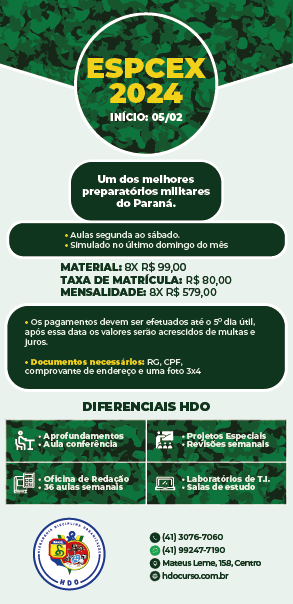 ESPCEX
2024
INÍCIO: 05/02
Um dos melhores
preparatórios militares
do Paraná.
• Aulas segunda ao sábado.
• Simulado no último domingo do mês
MATERIAL: 8X R$ 99,00
TAXA DE MATRÍCULA: R$ 80,00
MENSALIDADE: 8X R$ 579,00
• Os pagamentos devem ser efetuados até o 5º dia útil,
após essa data os valores serão acrescidos de multas e
juros.
• Documentos necessários: RG, CPF,
comprovante de endereço e uma foto 3x4
DIFERENCIAIS HDO
• Aprofundamentos
• Aula conferência
• Projetos Especiais
• Revisões semanais
• Oficina de Redação
• 36 aulas semanais
• Laboratórios de T.I.
• Salas de estudo
HDO
(41) 3076-7060
(41) 99247-7190
Mateus Leme, 158, Centro
hdocurso.com.br